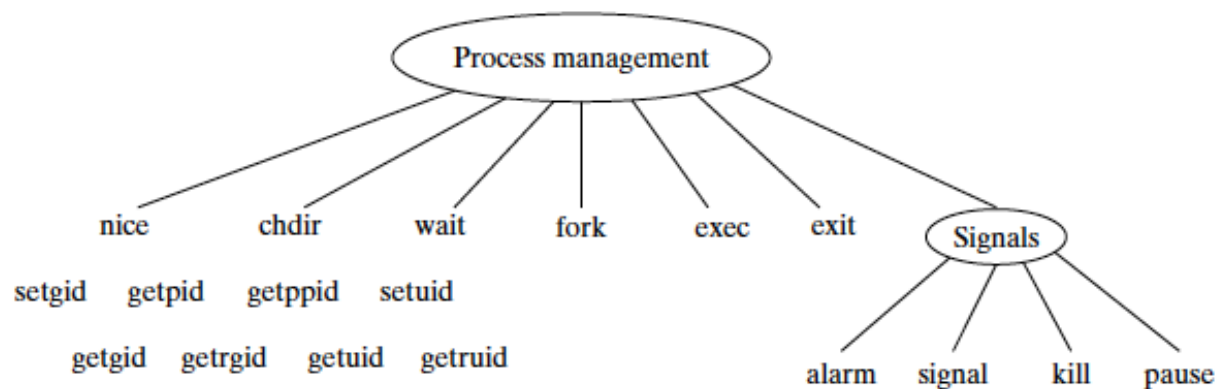 Process management
nice chdir wait fork exec exit
Signals
setgid getpid getppid setuid
getgid getrgid getuid getruid
alarm signal kill pause